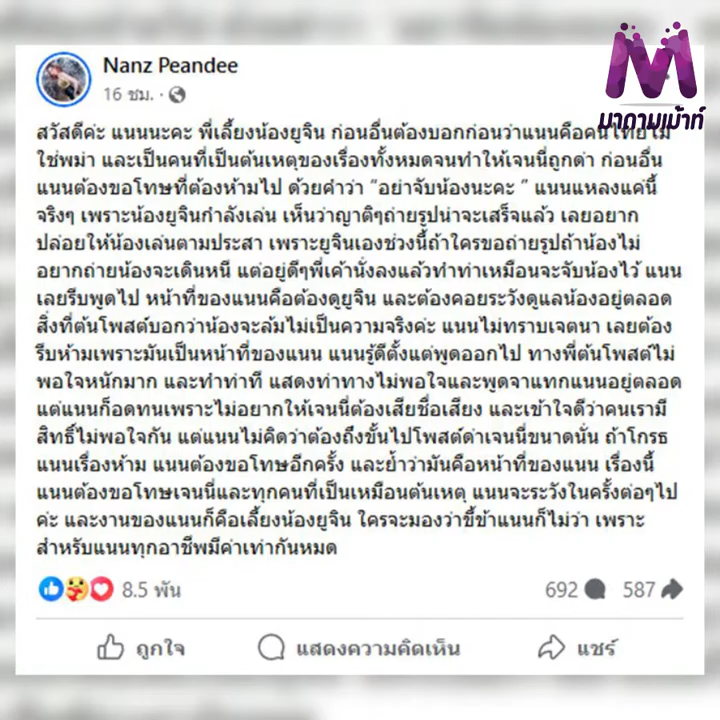 M
มาดามเม้าท์
Nanz Peandee
16 ชม.
สวัสดีค่ะ แนนนะคะ พี่เลี้ยงน้องยูจิน ก่อนอื่นต้องบอกก่อนว่าแนนคือคนไทยไม่
ใช่พม่า และเป็นคนที่เป็นต้นเหตุของเรื่องทั้งหมดจนทำให้เจนนี่ถูกด่า ก่อนอื่น
แนนต้องขอโทษที่ต้องห้ามไป ด้วยคำว่า “อย่าจับน้องนะคะ ” แนนแหลงแค่นี้
จริงๆ เพราะน้องยูจินกำลังเล่น เห็นว่าญาติๆถ่ายรูปน่าจะเสร็จแล้ว เลยอยาก
ปล่อยให้น้องเล่นตามประสา เพราะยูจินเองช่วงนี้ถ้าใครขอถ่ายรูปถ้าน้องไม่
อยากถ่ายน้องจะเดินหนี แต่อยู่ดีๆพี่เค้านั่งลงแล้วทำท่าเหมือนจะจับน้องไว้ แนน
เลยรีบพูดไป หน้าที่ของแนนคือต้องดูยูจิน และต้องคอยระวังดูแลน้องอยู่ตลอด
สิ่งที่ต้นโพสต์บอกว่าน้องจะล้มไม่เป็นความจริงค่ะ แนนไม่ทราบเจตนา เลยต้อง
รีบห้ามเพราะมันเป็นหน้าที่ของแนน แนนรู้ดีตั้งแต่พูดออกไป ทางพี่ต้นโพสต์ไม่
พอใจหนักมาก และทำท่าที แสดงท่าทางไม่พอใจและพูดจาแทกแนนอยู่ตลอด
แต่แนนก็อดทนเพราะไม่อยากให้เจนนี่ต้องเสียชื่อเสียง และเข้าใจดีว่าคนเรามี
สิทธิ์ไม่พอใจกัน แต่แนนไม่คิดว่าต้องถึงขั้นไปโพสต์ด่าเจนนี่ขนาดนั้น ถ้าโกรธ
แนนเรื่องห้าม แนนต้องขอโทษอีกครั้ง และย้ำว่ามันคือหน้าที่ของแนน เรื่องนี้
แนนต้องขอโทษเจนนี่และทุกคนที่เป็นเหมือนต้นเหตุ แนนจะระวังในครั้งต่อๆไป
ค่ะ และงานของแนนก็คือเลี้ยงน้องยูจิน ใครจะมองว่าขี้ข้าแนนก็ไม่ว่า เพราะ
สำหรับแนนทุกอาชีพมีค่าเท่ากันหมด
8.5 พัน 692 587
ถูกใจ แสดงความคิดเห็น แชร์